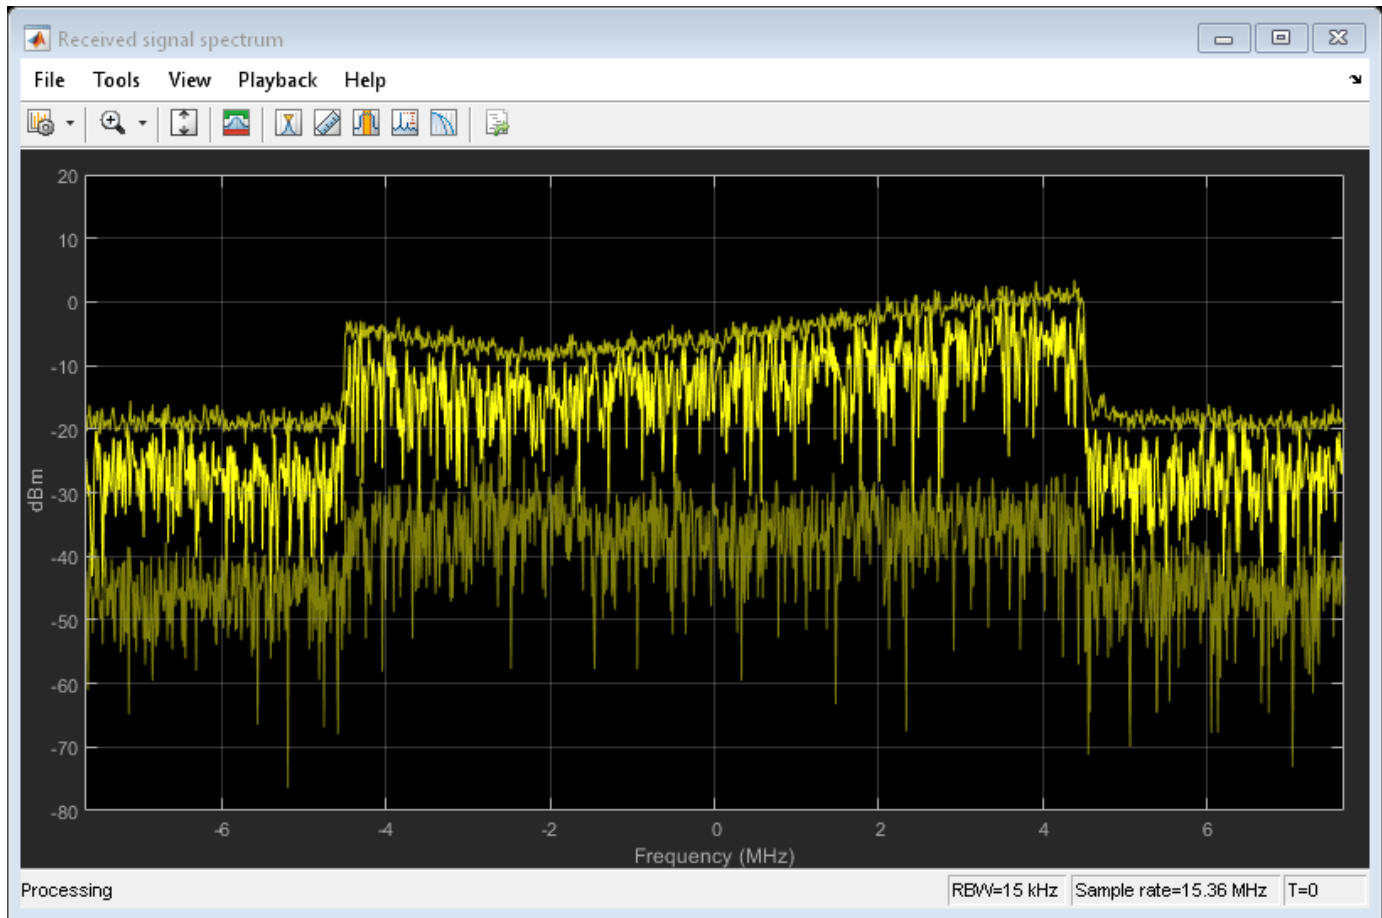 Received signal spectrum
File Tools View Playback Help
20
10
0
-10
-20
-30
-40
-50
-60
-70
-80
dBm
-6 -4 -2 0 2 4 6
Frequency (MHz)
Processing RBW=15 kHz Sample rate=15.36 MHz T=0